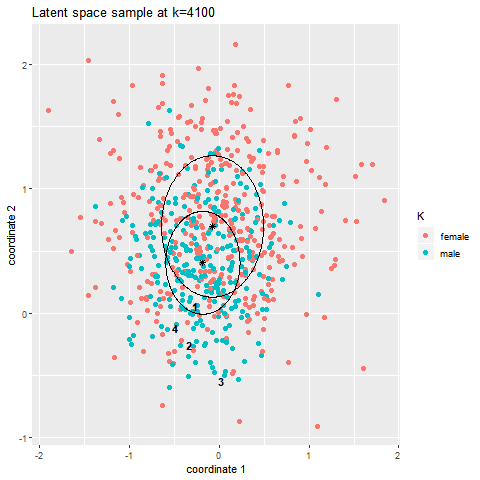 Latent space sample at k=4100
coordinate 2
2
1
0
-1
1
4
2
3
-2
-1
0
1
2
coordinate 1
K
female
male